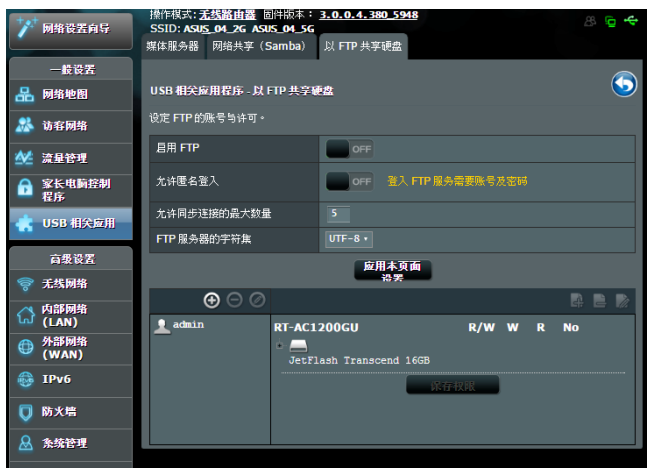 操作模式：无线路由器 固件版本：3.0.0.4.380_5948
SSID: ASUS_04_2G ASUS_04_5G
媒体服务器 网络共享（Samba） 以 FTP 共享硬盘
网络设置向导
一般设置
网络地图
访客网络
流量管理
家长电脑控制
程序
USB 相关应用
高级设置
无线网络
内部网络
(LAN)
外部网络
(WAN)
IPv6
防火墙
系统管理
USB 相关应用程序 - 以 FTP 共享硬盘
设定 FTP 的账号与许可。
启用 FTP OFF
允许匿名登入 OFF 登入 FTP 服务需要账号及密码
允许同步连接的最大数量 5
FTP 服务器的字符集 UTF-8
应用本页面
设置
admin
RT-AC1200GU R/W W R No
JetFlash Transcend 16GB
保存权限